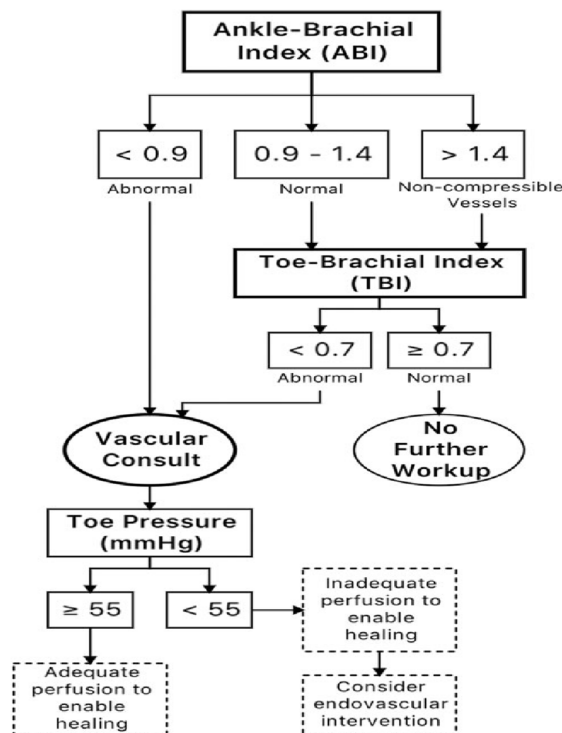 Ankle-Brachial
Index (ABI)
< 0.9
0.9 - 1.4
> 1.4
Abnormal
Normal
Non-compressible
Vessels
Toe-Brachial Index
(TBI)
< 0.7
≥ 0.7
Abnormal
Normal
Vascular
Consult
No
Further
Workup
Toe Pressure
(mmHg)
≥ 55
< 55
Inadequate
perfusion to
enable
healing
Adequate
perfusion to
enable
healing
Consider
endovascular
intervention